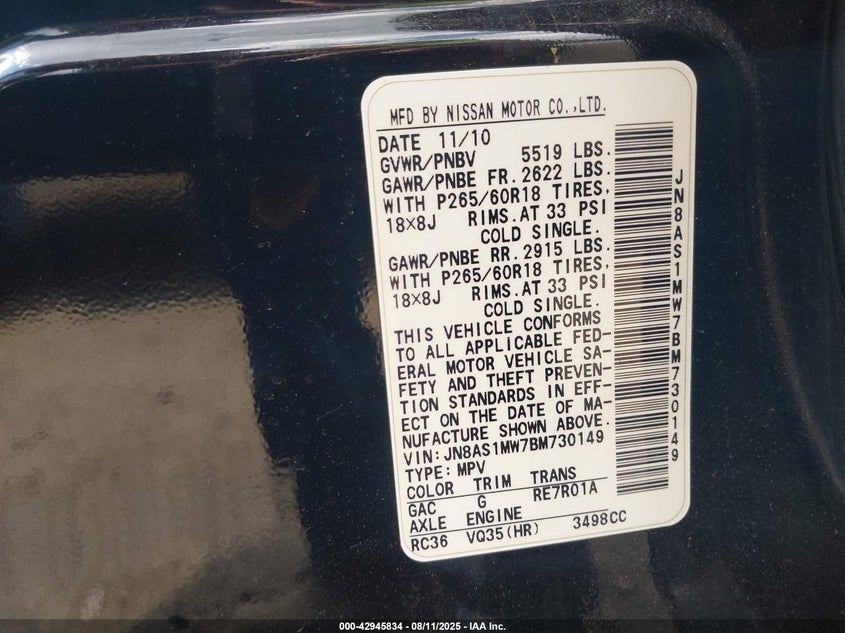 MFD BY NISSAN MOTOR CO.,LTD.
DATE 11/10
GVWR/PNBV 5519 LBS.
GAWR/PNBE FR. 2622 LBS.
WITH P265/60R18 TIRES,
18×8J RIMS.AT 33 PSI
COLD SINGLE.
GAWR/PNBE RR. 2915 LBS.
WITH P265/60R18 TIRES,
18×8J RIMS.AT 33 PSI
COLD SINGLE.
THIS VEHICLE CONFORMS
TO ALL APPLICABLE FED-
ERAL MOTOR VEHICLE SA-
FETY AND THEFT PREVEN-
TION STANDARDS IN EFF-
ECT ON THE DATE OF MA-
NUFACTURE SHOWN ABOVE.
VIN:JN8AS1MW7BM730149
TYPE:MPV
COLOR TRIM TRANS
GAC G RE7R01A
AXLE ENGINE
RC36 VQ35(HR) 3498CC
JN8AS1MW7BM730149
000-42945834 - 08/11/2025 - IAA Inc.